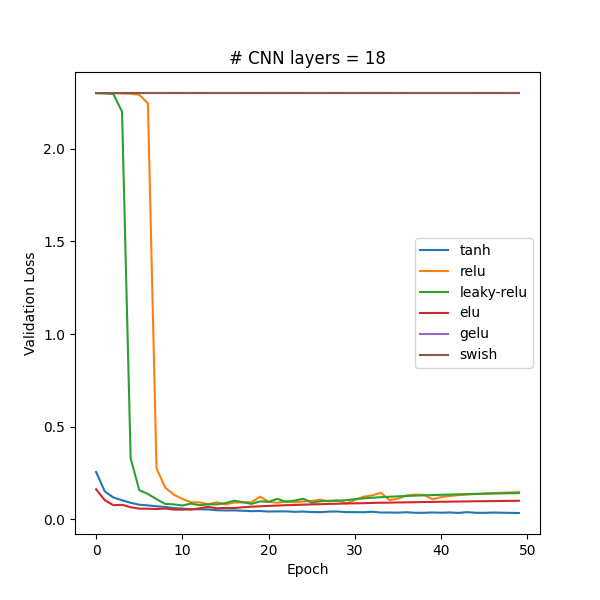 # CNN layers = 18
Validation Loss
2.0
1.5
1.0
0.5
0.0
tanh
relu
leaky-relu
elu
gelu
swish
0 10 20 30 40 50
Epoch